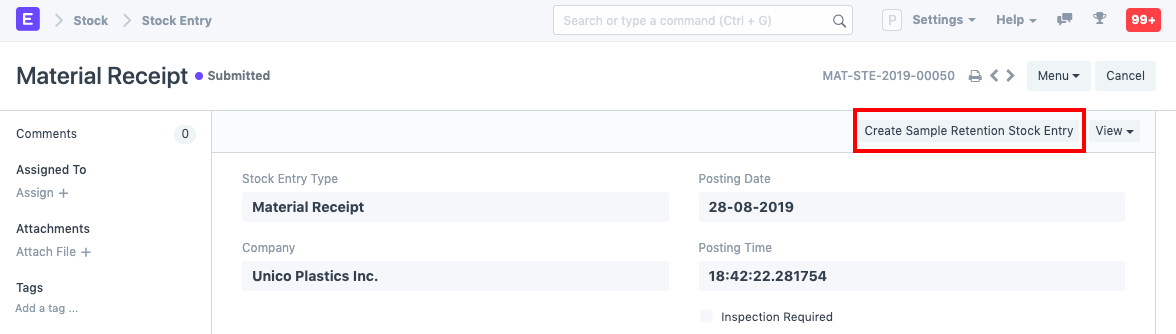 E Stock Stock Entry Search or type a command (Ctrl + G) P Settings Help 99+
Material Receipt Submitted MAT-STE-2019-00050 Menu Cancel
Comments 0
Create Sample Retention Stock Entry View
Assigned To
Assign +
Attachments
Attach File +
Tags
Add a tag ...
Stock Entry Type
Material Receipt
Posting Date
28-08-2019
Company
Unico Plastics Inc.
Posting Time
18:42:22.281754
Inspection Required